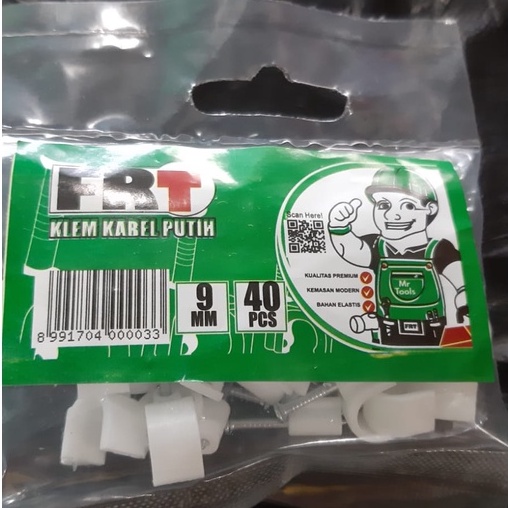 FRT
KLEM KABEL PUTIH
Scan Here!
KUALITAS PREMIUM
KEMASAN MODERN
BAHAN ELASTIS
Mr
Tools
FRT
9
MM
40
PCS
8 991704 000033